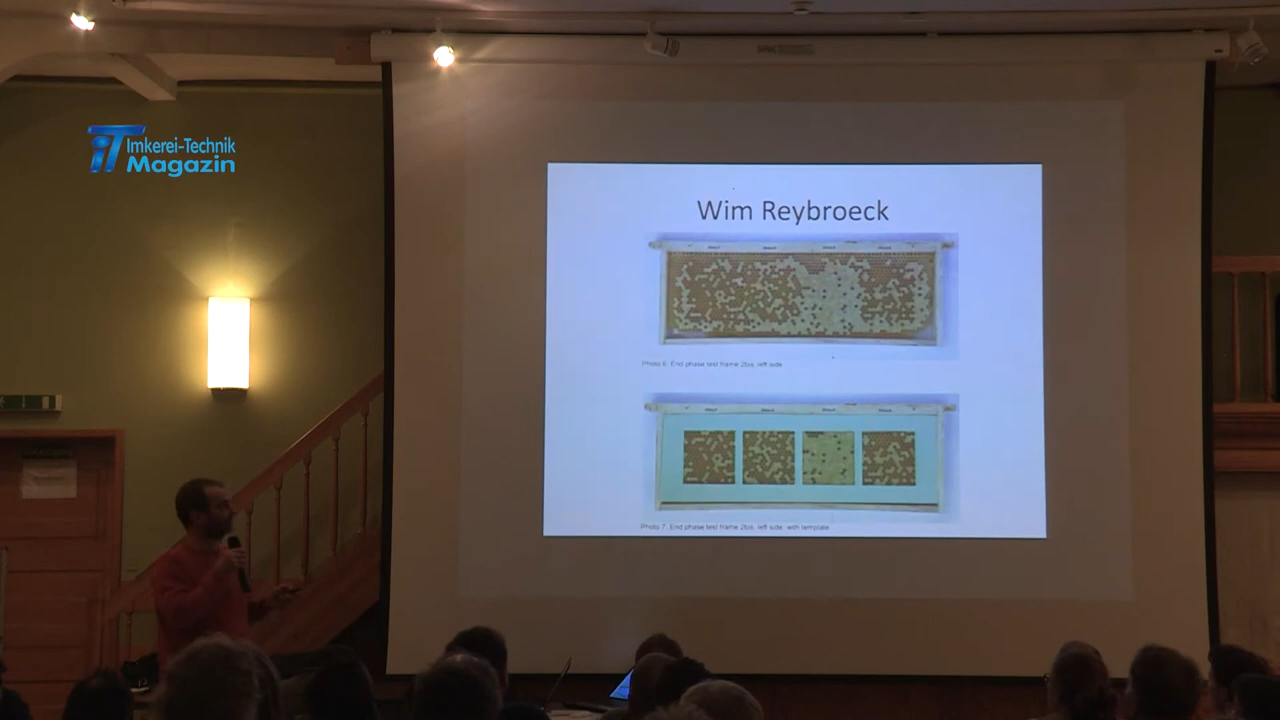 iT Imkerei-Technik
Magazin
Wim Reybroeck
Photo 6: End phase test frame 2bis, left side
Photo 7: End phase test frame 2bis, left side: with template